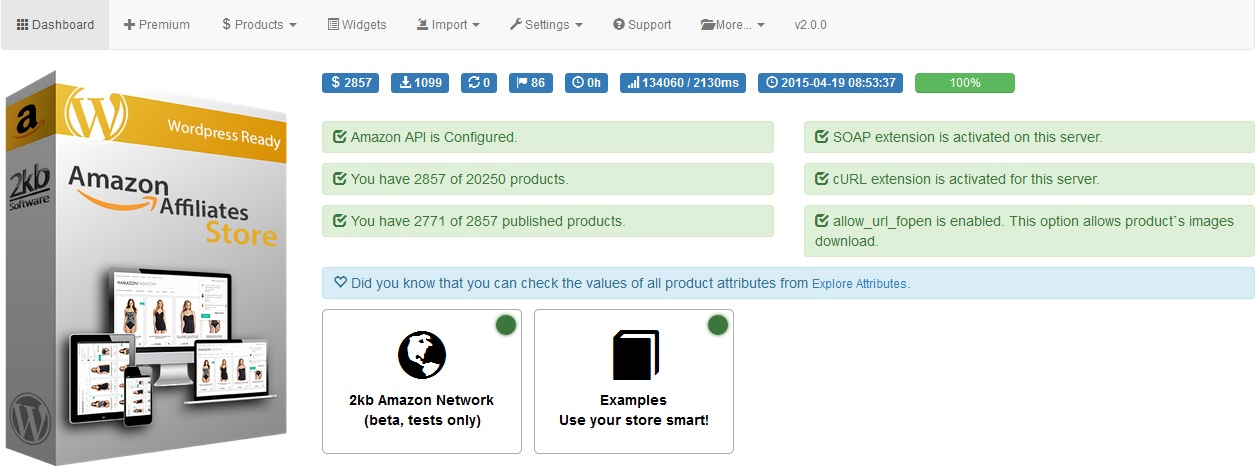 Dashboard
Premium
$ Products
Widgets
Import
Settings
Support
More...
v2.0.0
$ 2857
1099
0
86
0h
134060 / 2130ms
2015-04-19 08:53:37
100%
a
Wordpress Ready
2kb
Software
Amazon
Affiliates
Store
Amazon API is Configured.
SOAP extension is activated on this server.
You have 2857 of 20250 products.
cURL extension is activated for this server.
You have 2771 of 2857 published products.
allow_url_fopen is enabled. This option allows product`s images
download.
Did you know that you can check the values of all product attributes from Explore Attributes.
2kb Amazon Network
(beta, tests only)
Examples
Use your store smart!